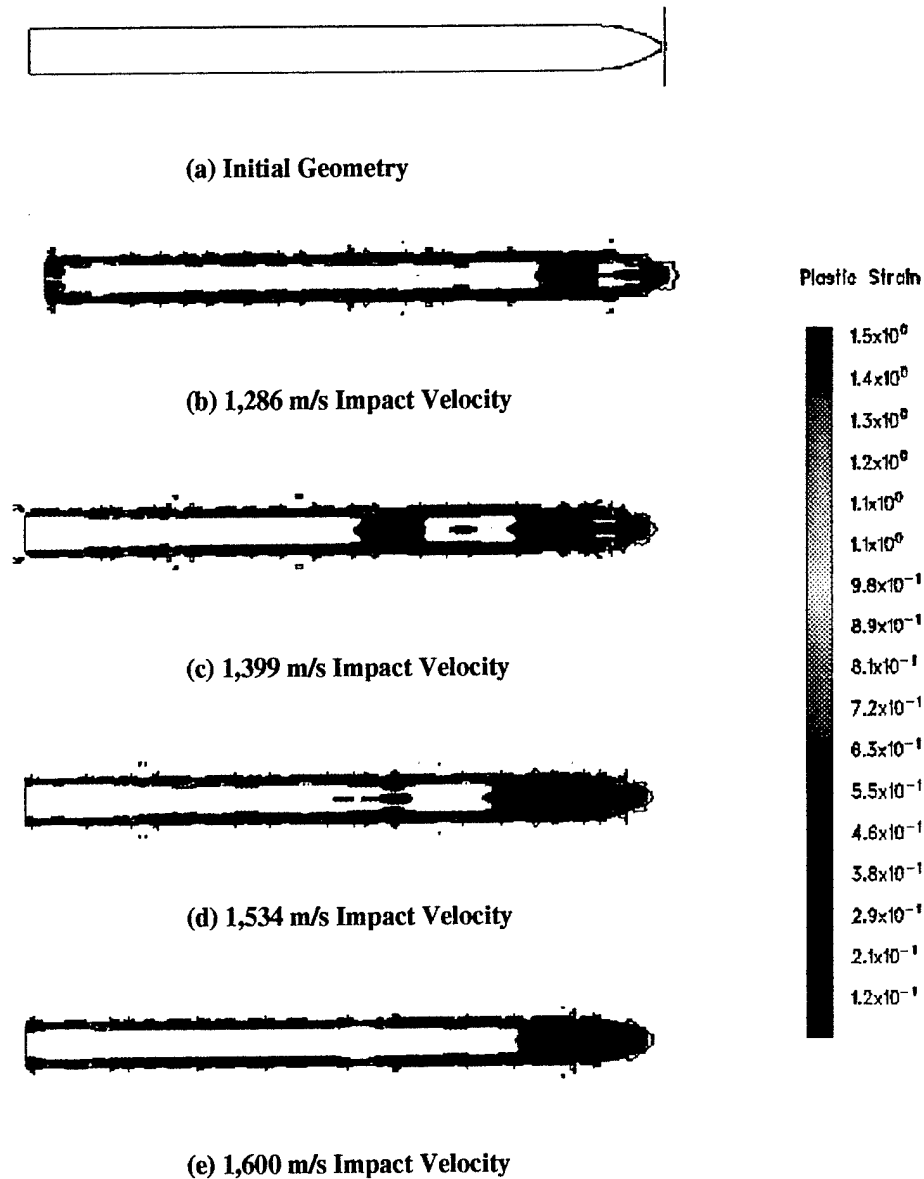 (a) Initial Geometry
(b) 1,286 m/s Impact Velocity
(c) 1,399 m/s Impact Velocity
(d) 1,534 m/s Impact Velocity
(e) 1,600 m/s Impact Velocity
Plastic Strain
1.5x10⁰
1.4x10⁰
1.3x10⁰
1.2x10⁰
1.1x10⁰
1.1x10⁰
9.8x10⁻¹
8.9x10⁻¹
8.1x10⁻¹
7.2x10⁻¹
6.3x10⁻¹
5.5x10⁻¹
4.6x10⁻¹
3.8x10⁻¹
2.9x10⁻¹
2.1x10⁻¹
1.2x10⁻¹